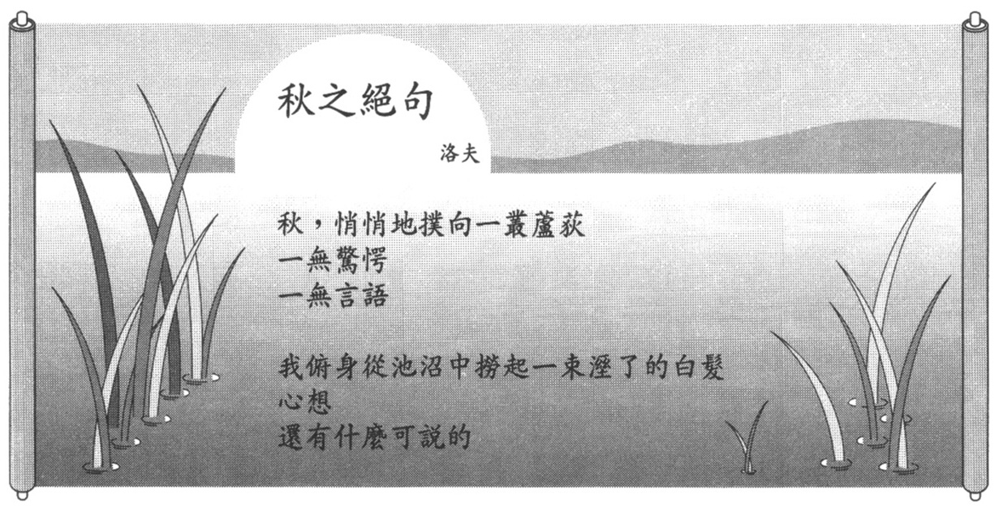 秋之絕句
洛夫
秋，悄悄地撲向一叢蘆荻
一無驚愕
一無言語
我俯身從池沼中撈起一束溼了的白髮
心想
還有什麼可說的